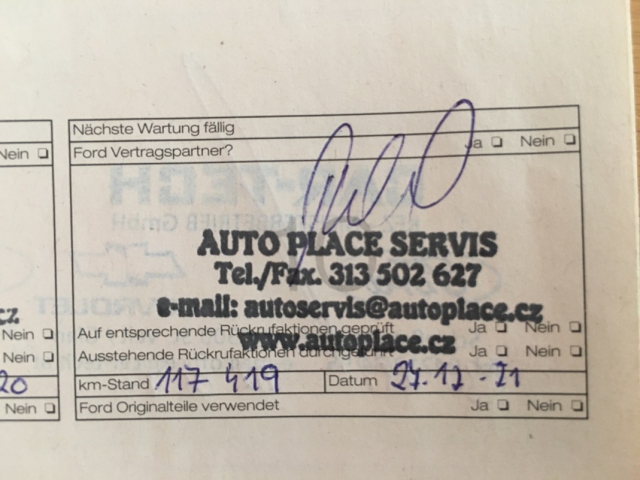 Nächste Wartung fällig
Nein ❏ Ford Vertragspartner? Ja ❏ Nein ❏
AUTO PLACE SERVIS
Tel./Fax. 313 502 627
e-mail: autoservis@autoplace.cz
www.autoplace.cz
cz
Nein ❏ Auf entsprechende Rückrufaktionen geprüft Ja ❏ Nein ❏
Nein ❏ Ausstehende Rückrufaktionen durchgeführt Ja ❏ Nein ❏
20 km-Stand 117 419 Datum 27.12-21
Nein ❏ Ford Originalteile verwendet Ja ❏ Nein ❏